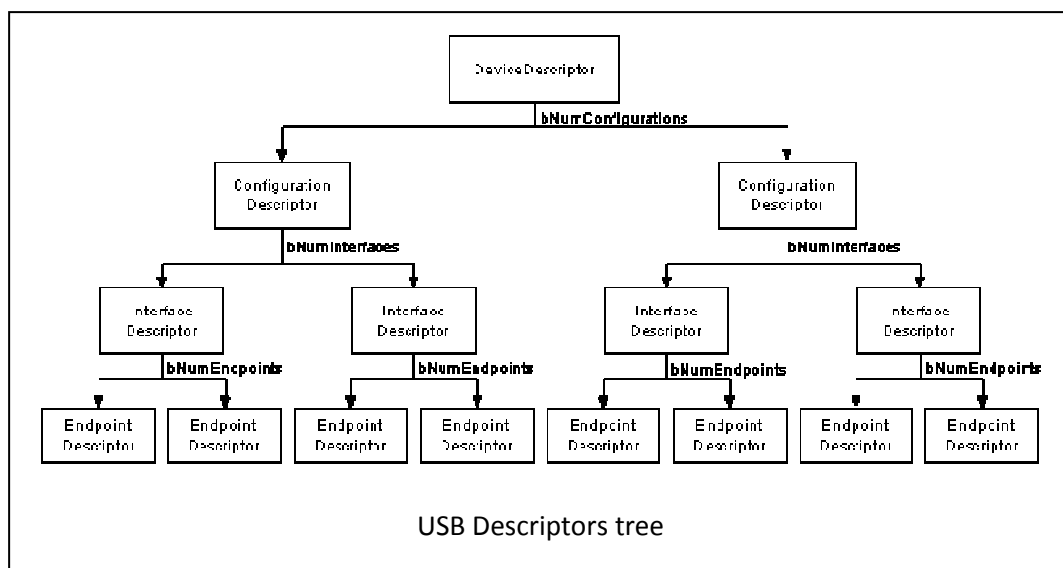 DeviceDescriptor
bNumConfigurations
Configuration
Descriptor
Configuration
Descriptor
bNumInterfaces
bNumInterfaces
Interface
Descriptor
Interface
Descriptor
Interface
Descriptor
Interface
Descriptor
bNumEndpoints
bNumEndpoints
bNumEndpoints
bNumEndpoints
Endpoint
Descriptor
Endpoint
Descriptor
Endpoint
Descriptor
Endpoint
Descriptor
Endpoint
Descriptor
Endpoint
Descriptor
Endpoint
Descriptor
Endpoint
Descriptor
USB Descriptors tree